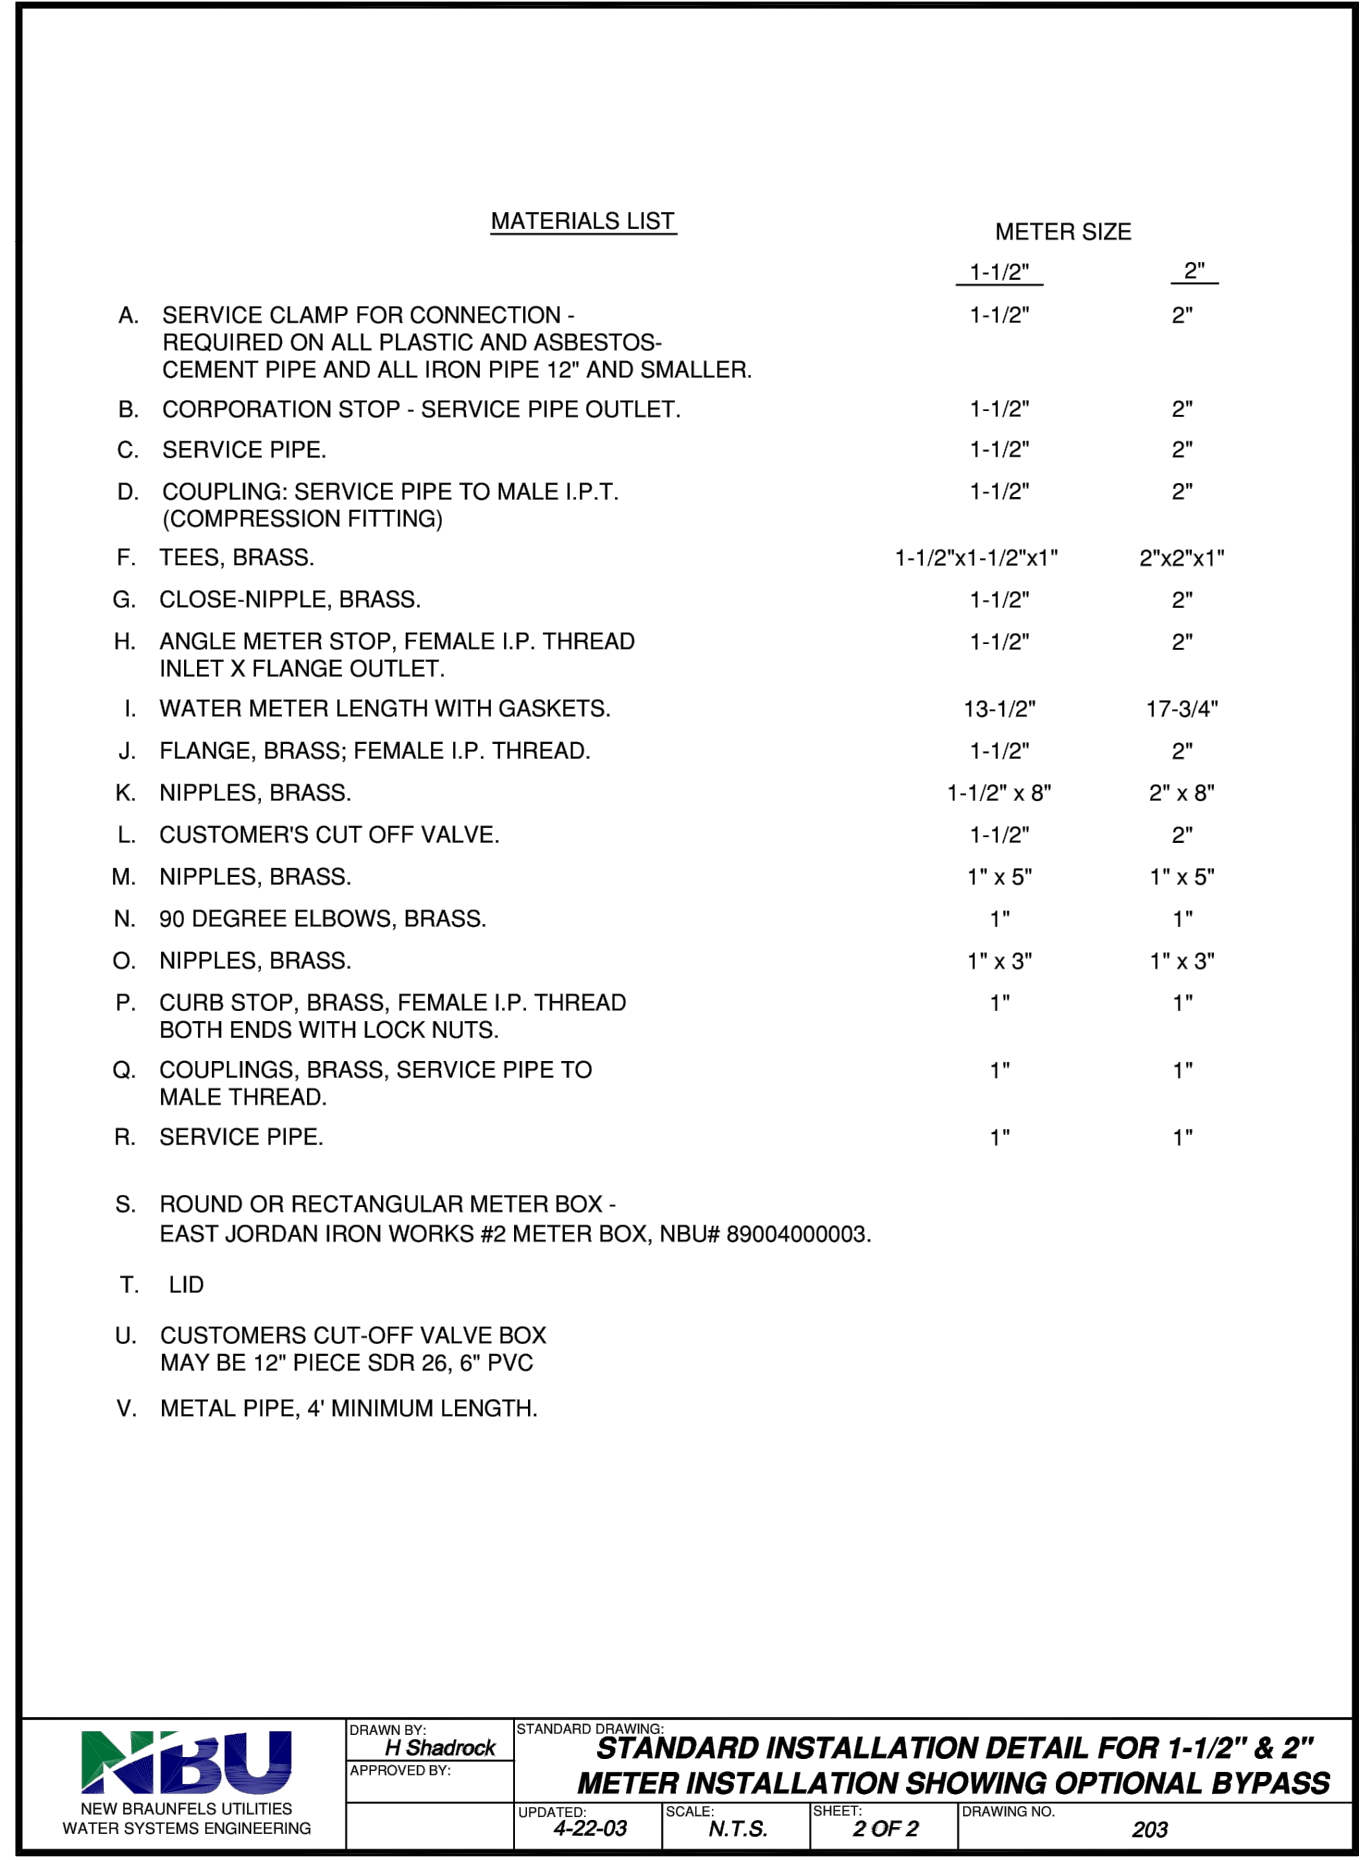 MATERIALS LIST
METER SIZE
1-1/2" 2"
A. SERVICE CLAMP FOR CONNECTION - 1-1/2" 2"
REQUIRED ON ALL PLASTIC AND ASBESTOS-
CEMENT PIPE AND ALL IRON PIPE 12" AND SMALLER.
B. CORPORATION STOP - SERVICE PIPE OUTLET. 1-1/2" 2"
C. SERVICE PIPE. 1-1/2" 2"
D. COUPLING: SERVICE PIPE TO MALE I.P.T. 1-1/2" 2"
(COMPRESSION FITTING)
F. TEES, BRASS. 1-1/2"x1-1/2"x1" 2"x2"x1"
G. CLOSE-NIPPLE, BRASS. 1-1/2" 2"
H. ANGLE METER STOP, FEMALE I.P. THREAD 1-1/2" 2"
INLET X FLANGE OUTLET.
I. WATER METER LENGTH WITH GASKETS. 13-1/2" 17-3/4"
J. FLANGE, BRASS; FEMALE I.P. THREAD. 1-1/2" 2"
K. NIPPLES, BRASS. 1-1/2" x 8" 2" x 8"
L. CUSTOMER'S CUT OFF VALVE. 1-1/2" 2"
M. NIPPLES, BRASS. 1" x 5" 1" x 5"
N. 90 DEGREE ELBOWS, BRASS. 1" 1"
O. NIPPLES, BRASS. 1" x 3" 1" x 3"
P. CURB STOP, BRASS, FEMALE I.P. THREAD 1" 1"
BOTH ENDS WITH LOCK NUTS.
Q. COUPLINGS, BRASS, SERVICE PIPE TO 1" 1"
MALE THREAD.
R. SERVICE PIPE. 1" 1"
S. ROUND OR RECTANGULAR METER BOX -
EAST JORDAN IRON WORKS #2 METER BOX, NBU# 89004000003.
T. LID
U. CUSTOMERS CUT-OFF VALVE BOX
MAY BE 12" PIECE SDR 26, 6" PVC
V. METAL PIPE, 4' MINIMUM LENGTH.
NBU
NEW BRAUNFELS UTILITIES
WATER SYSTEMS ENGINEERING
DRAWN BY:
H Shadrock
APPROVED BY:
STANDARD DRAWING:
STANDARD INSTALLATION DETAIL FOR 1-1/2" & 2"
METER INSTALLATION SHOWING OPTIONAL BYPASS
UPDATED:
4-22-03
SCALE:
N.T.S.
SHEET:
2 OF 2
DRAWING NO.
203